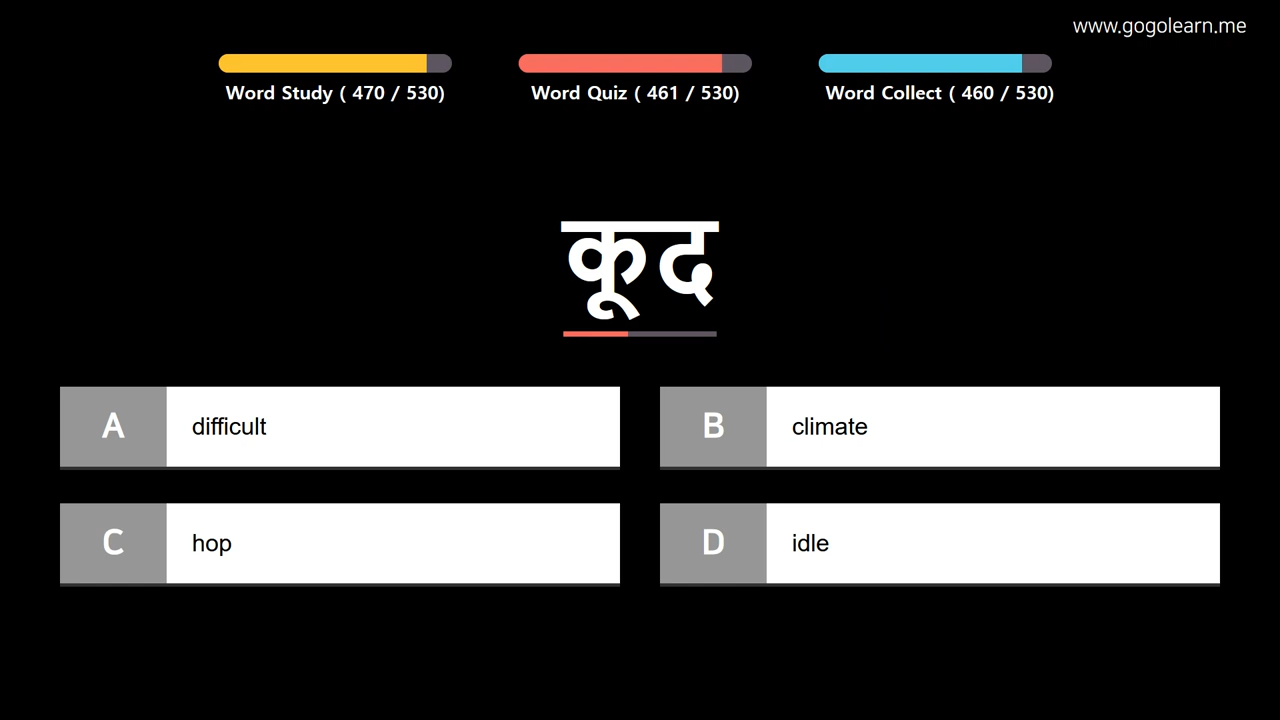 www.gogolearn.me
Word Study ( 470 / 530)
Word Quiz ( 461 / 530)
Word Collect ( 460 / 530)
कूद
A
difficult
B
climate
C
hop
D
idle